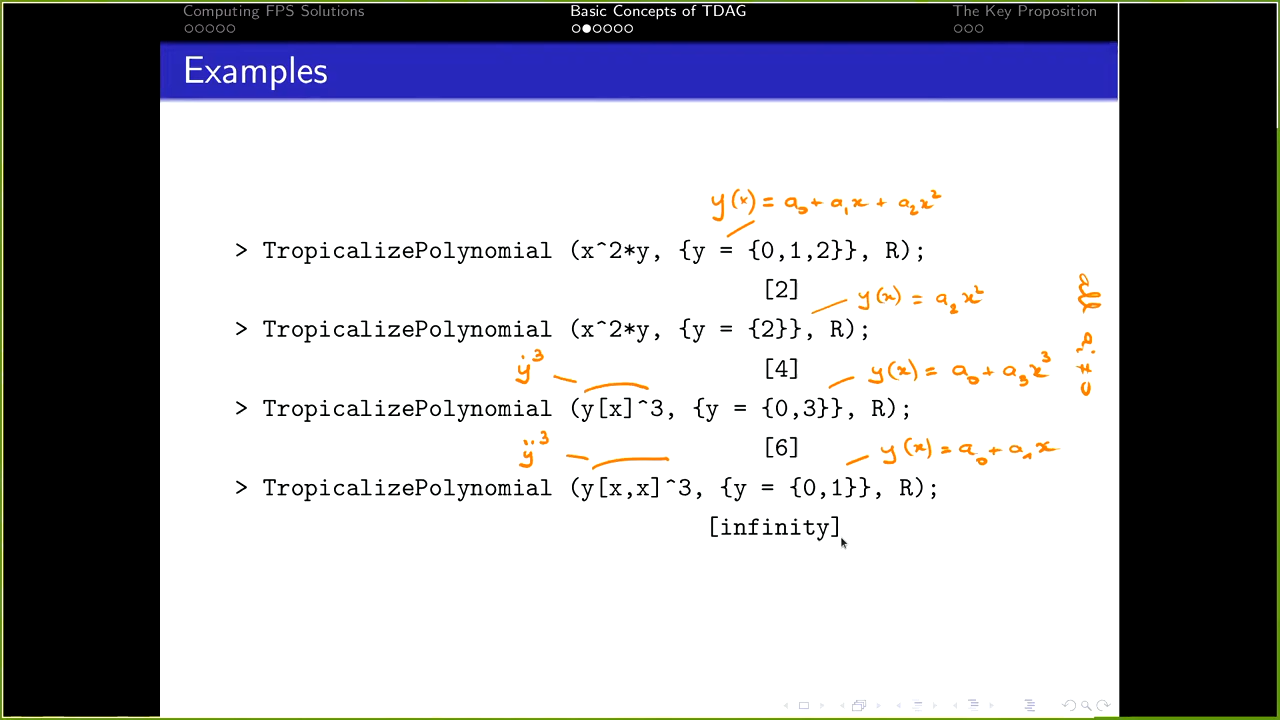 Computing FPS Solutions Basic Concepts of TDAG The Key Proposition
Examples
y(x) = a₀ + a₁x + a₂x²
> TropicalizePolynomial (x^2*y, {y = {0,1,2}}, R);
[2]
y(x) = a₂x²
> TropicalizePolynomial (x^2*y, {y = {2}}, R);
[4]
ẏ³
y(x) = a₀ + a₃x³
> TropicalizePolynomial (y[x]^3, {y = {0,3}}, R);
[6]
ÿ³
y(x) = a₀ + a₁x
> TropicalizePolynomial (y[x,x]^3, {y = {0,1}}, R);
[infinity]